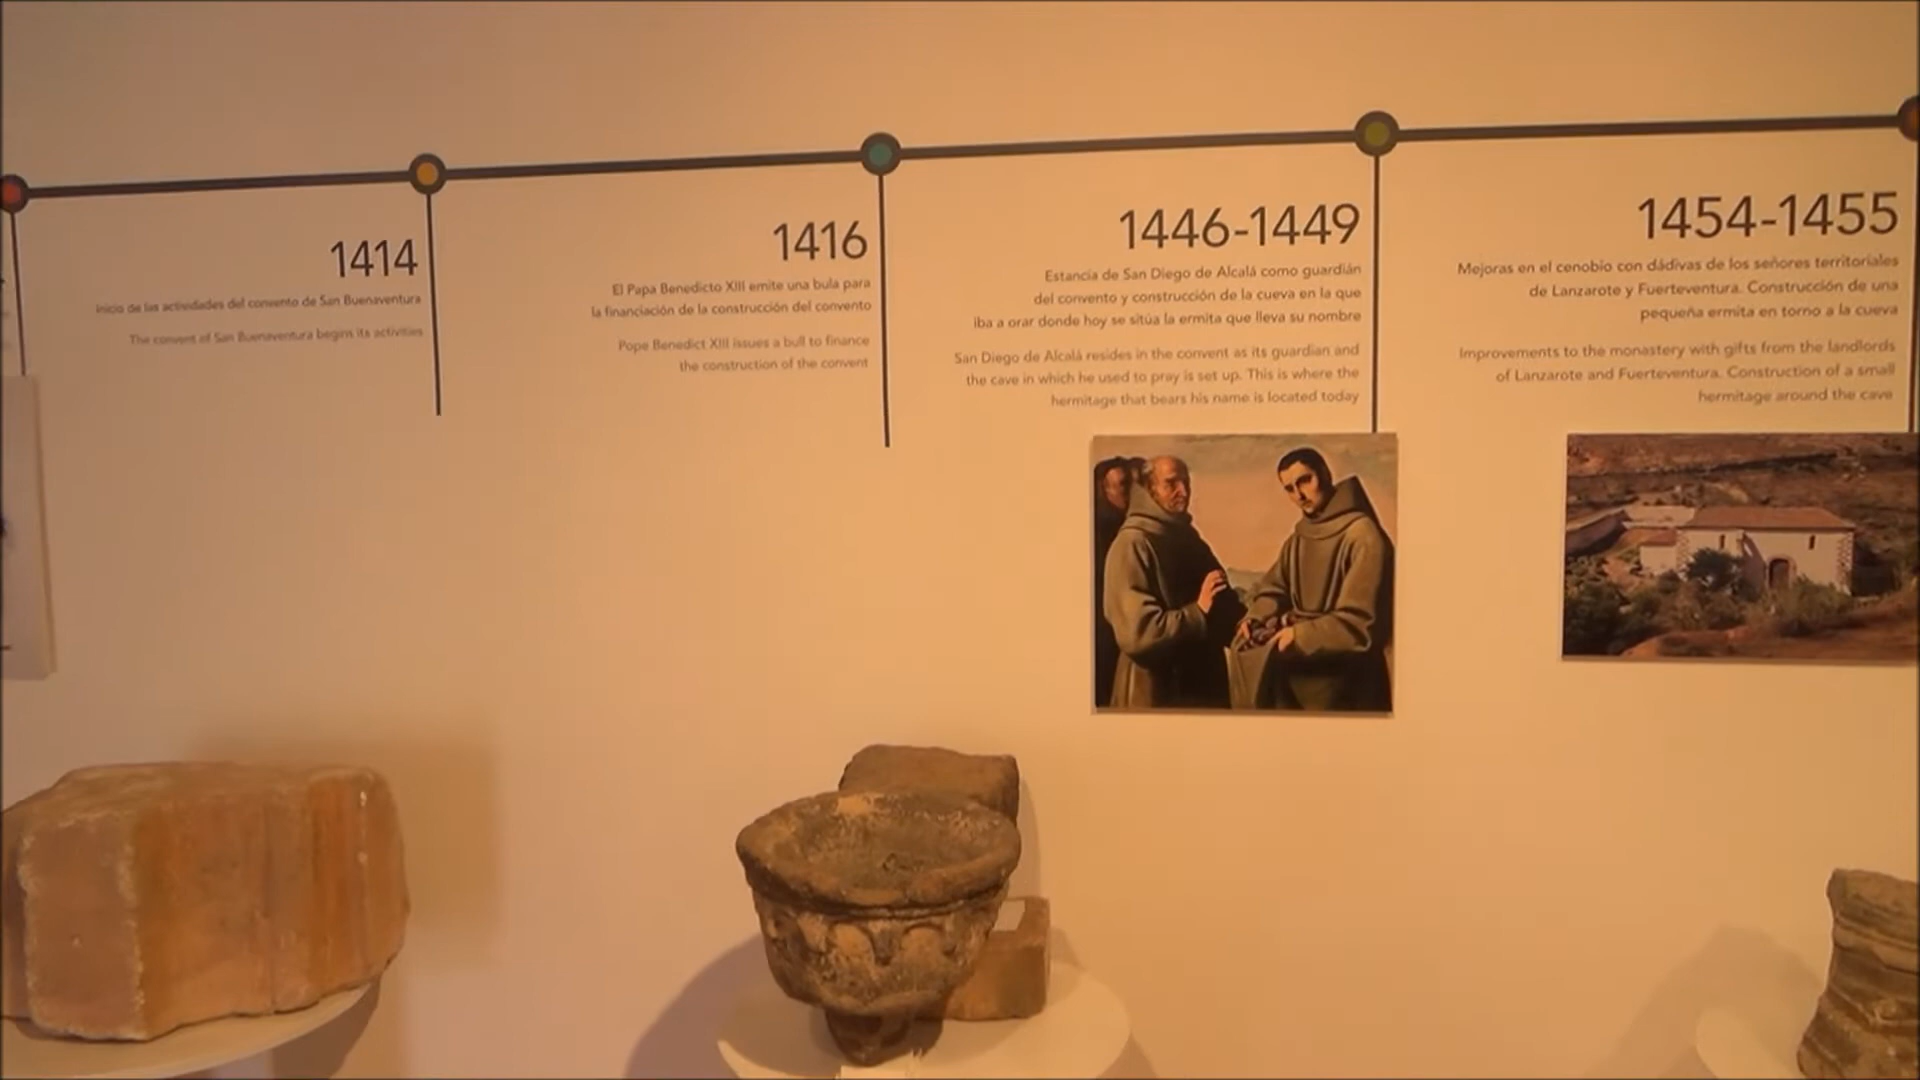 1414
Inicio de las actividades del convento de San Buenaventura
The convent of San Buenaventura begins its activities
1416
El Papa Benedicto XIII emite una bula para
la financiación de la construcción del convento
Pope Benedict XIII issues a bull to finance
the construction of the convent
1446-1449
Estancia de San Diego de Alcalá como guardián
del convento y construcción de la cueva en la que
iba a orar donde hoy se sitúa la ermita que lleva su nombre
San Diego de Alcalá resides in the convent as its guardian and
the cave in which he used to pray is set up. This is where the
hermitage that bears his name is located today
1454-1455
Mejoras en el cenobio con dádivas de los señores territoriales
de Lanzarote y Fuerteventura. Construcción de una
pequeña ermita en torno a la cueva
Improvements to the monastery with gifts from the landlords
of Lanzarote and Fuerteventura. Construction of a small
hermitage around the cave